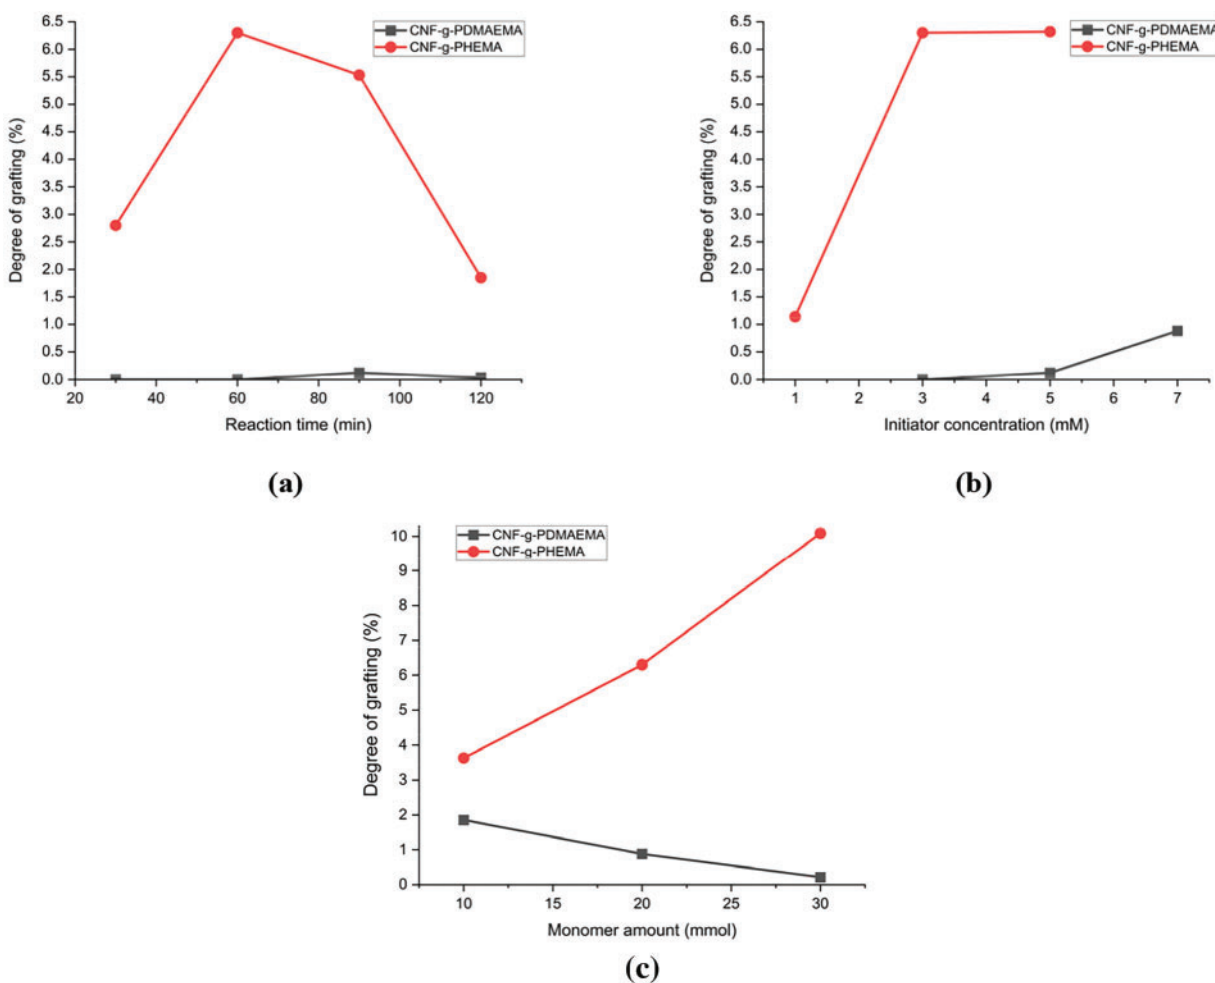 CNF-g-PDMAEMA
CNF-g-PHEMA
6.5
6.0
5.5
5.0
4.5
4.0
3.5
3.0
2.5
2.0
1.5
1.0
0.5
0.0
Degree of grafting (%)
20 40 60 80 100 120
Reaction time (min)
(a)
CNF-g-PDMAEMA
CNF-g-PHEMA
6.5
6.0
5.5
5.0
4.5
4.0
3.5
3.0
2.5
2.0
1.5
1.0
0.5
0.0
Degree of grafting (%)
1 2 3 4 5 6 7
Initiator concentration (mM)
(b)
CNF-g-PDMAEMA
CNF-g-PHEMA
10
9
8
7
6
5
4
3
2
1
0
Degree of grafting (%)
10 15 20 25 30
Monomer amount (mmol)
(c)